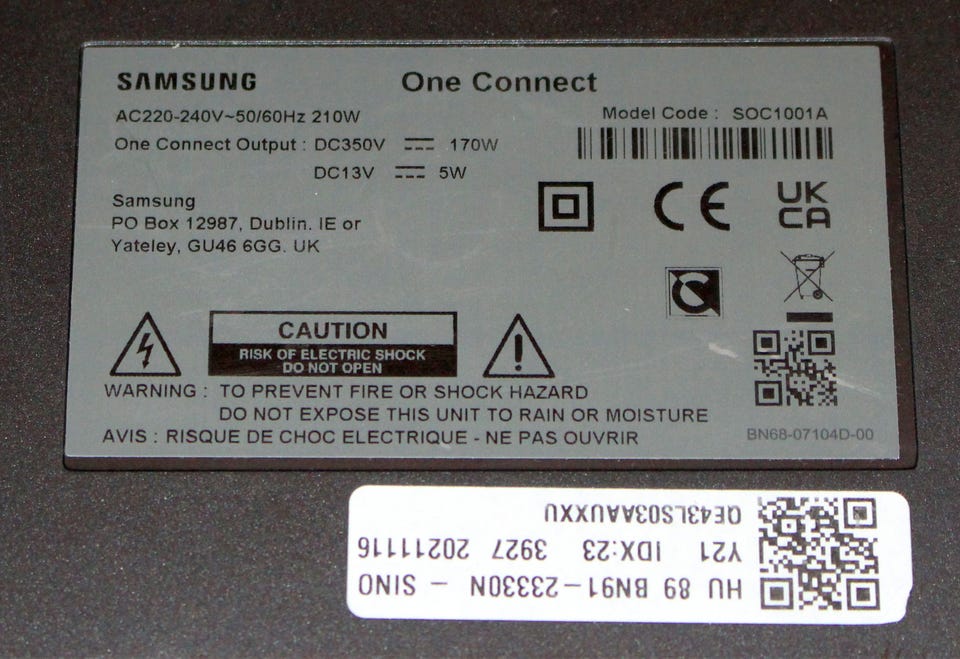 SAMSUNG One Connect
AC220-240V~50/60Hz 210W
Model Code : SOC1001A
One Connect Output : DC350V ⎓ 170W
DC13V ⎓ 5W
Samsung
PO Box 12987, Dublin. IE or
Yateley, GU46 6GG. UK
CE
UK
CA
CAUTION
RISK OF ELECTRIC SHOCK
DO NOT OPEN
WARNING : TO PREVENT FIRE OR SHOCK HAZARD
DO NOT EXPOSE THIS UNIT TO RAIN OR MOISTURE
AVIS : RISQUE DE CHOC ELECTRIQUE - NE PAS OUVRIR
BN68-07104D-00
HU 89 BN91-23330N - SINO
Y21 IDX:23 3927 20211116
QE43LS03AAUXXU